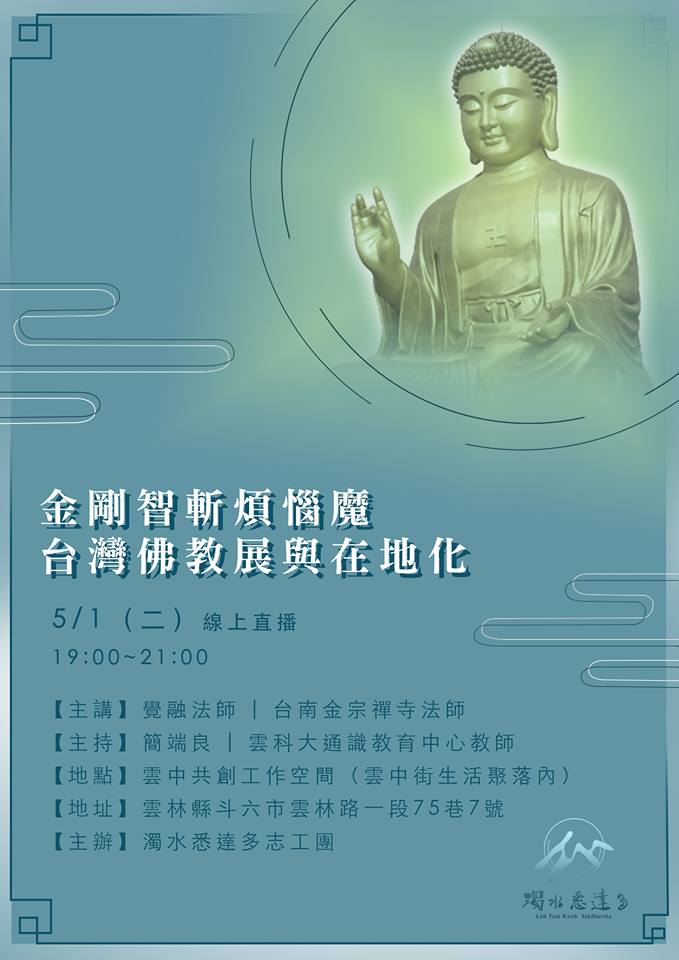 金剛智斬煩惱魔
台灣佛教展與在地化
5/1（二）線上直播
19:00~21:00
【主講】覺融法師｜台南金宗禪寺法師
【主持】簡端良｜雲科大通識教育中心教師
【地點】雲中共創工作空間（雲中街生活聚落內）
【地址】雲林縣斗六市雲林路一段75巷7號
【主辦】濁水悉達多志工團
濁水悉達多
Loh Tsui Kweh Siddhartha